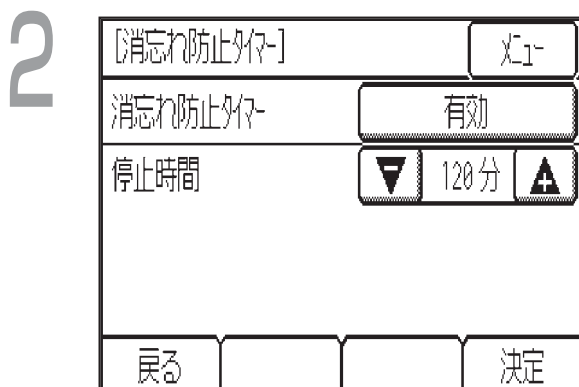 2
[消忘れ防止タイマー] メニュー
消忘れ防止タイマー 有効
停止時間 120分
戻る 決定